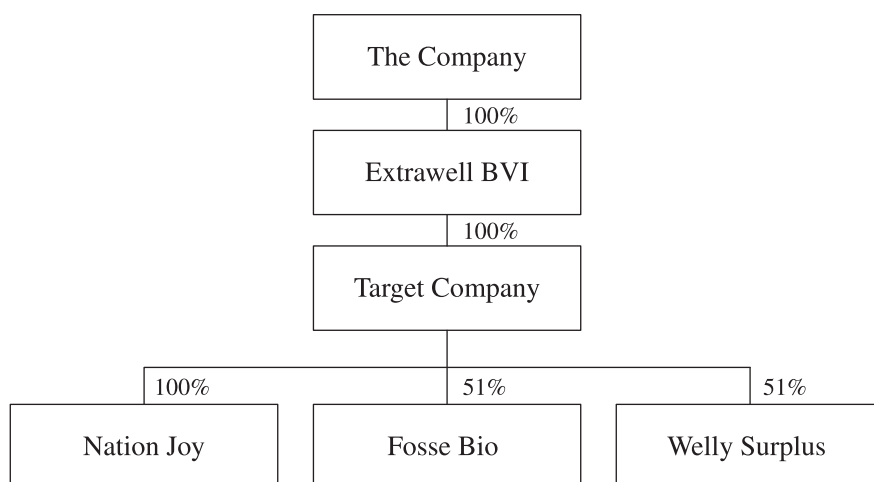 The Company
100%
Extrawell BVI
100%
Target Company
100%
51%
51%
Nation Joy
Fosse Bio
Welly Surplus